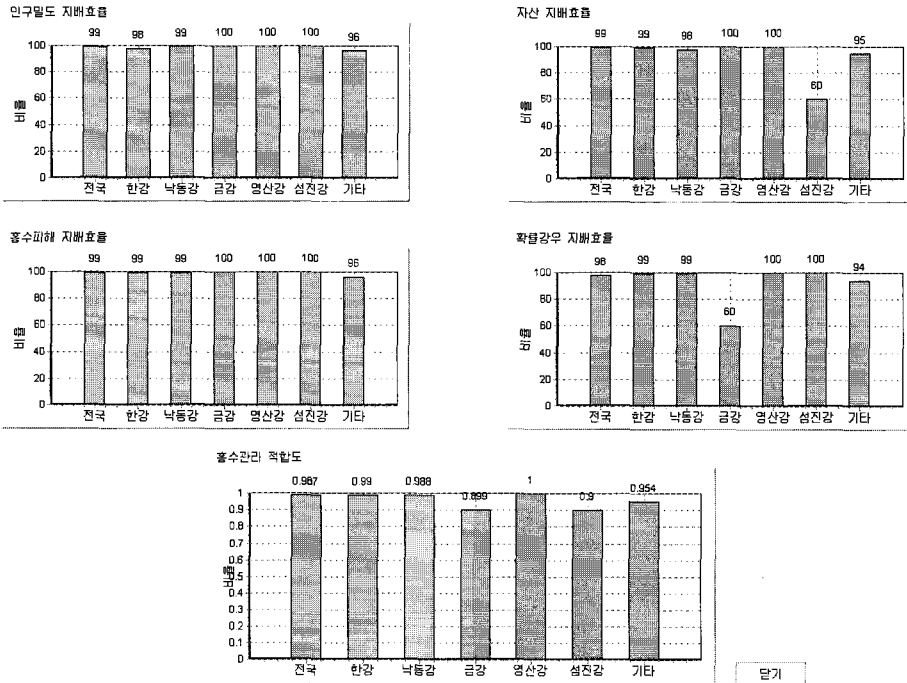 인구밀도 지배효율
99 98 99 100 100 100 96
100
80
60
40
20
0
비율
전국 한강 낙동강 금강 영산강 섬진강 기타
자산 지배효율
99 99 98 100 100 60 95
100
80
60
40
20
0
비율
전국 한강 낙동강 금강 영산강 섬진강 기타
홍수피해 지배효율
99 99 99 100 100 100 96
100
80
60
40
20
0
비율
전국 한강 낙동강 금강 영산강 섬진강 기타
확률강우 지배효율
98 99 99 60 100 100 94
100
80
60
40
20
0
비율
전국 한강 낙동강 금강 영산강 섬진강 기타
홍수관리 적합도
0.987 0.99 0.988 0.899 1 0.9 0.954
1
0.9
0.8
0.7
0.6
0.5
0.4
0.3
0.2
0.1
0
비율
전국 한강 낙동강 금강 영산강 섬진강 기타
닫기